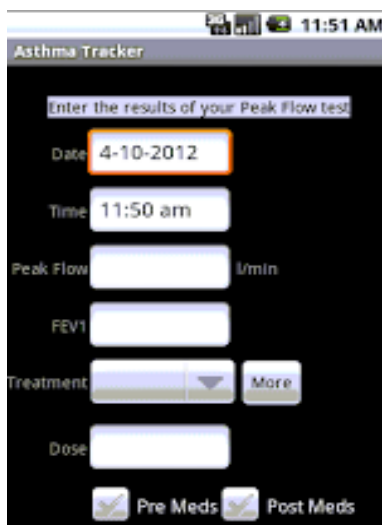 11:51 AM
Asthma Tracker
Enter the results of your Peak Flow test
Date 4-10-2012
Time 11:50 am
Peak Flow l/min
FEV1
Treatment More
Dose
Pre Meds Post Meds